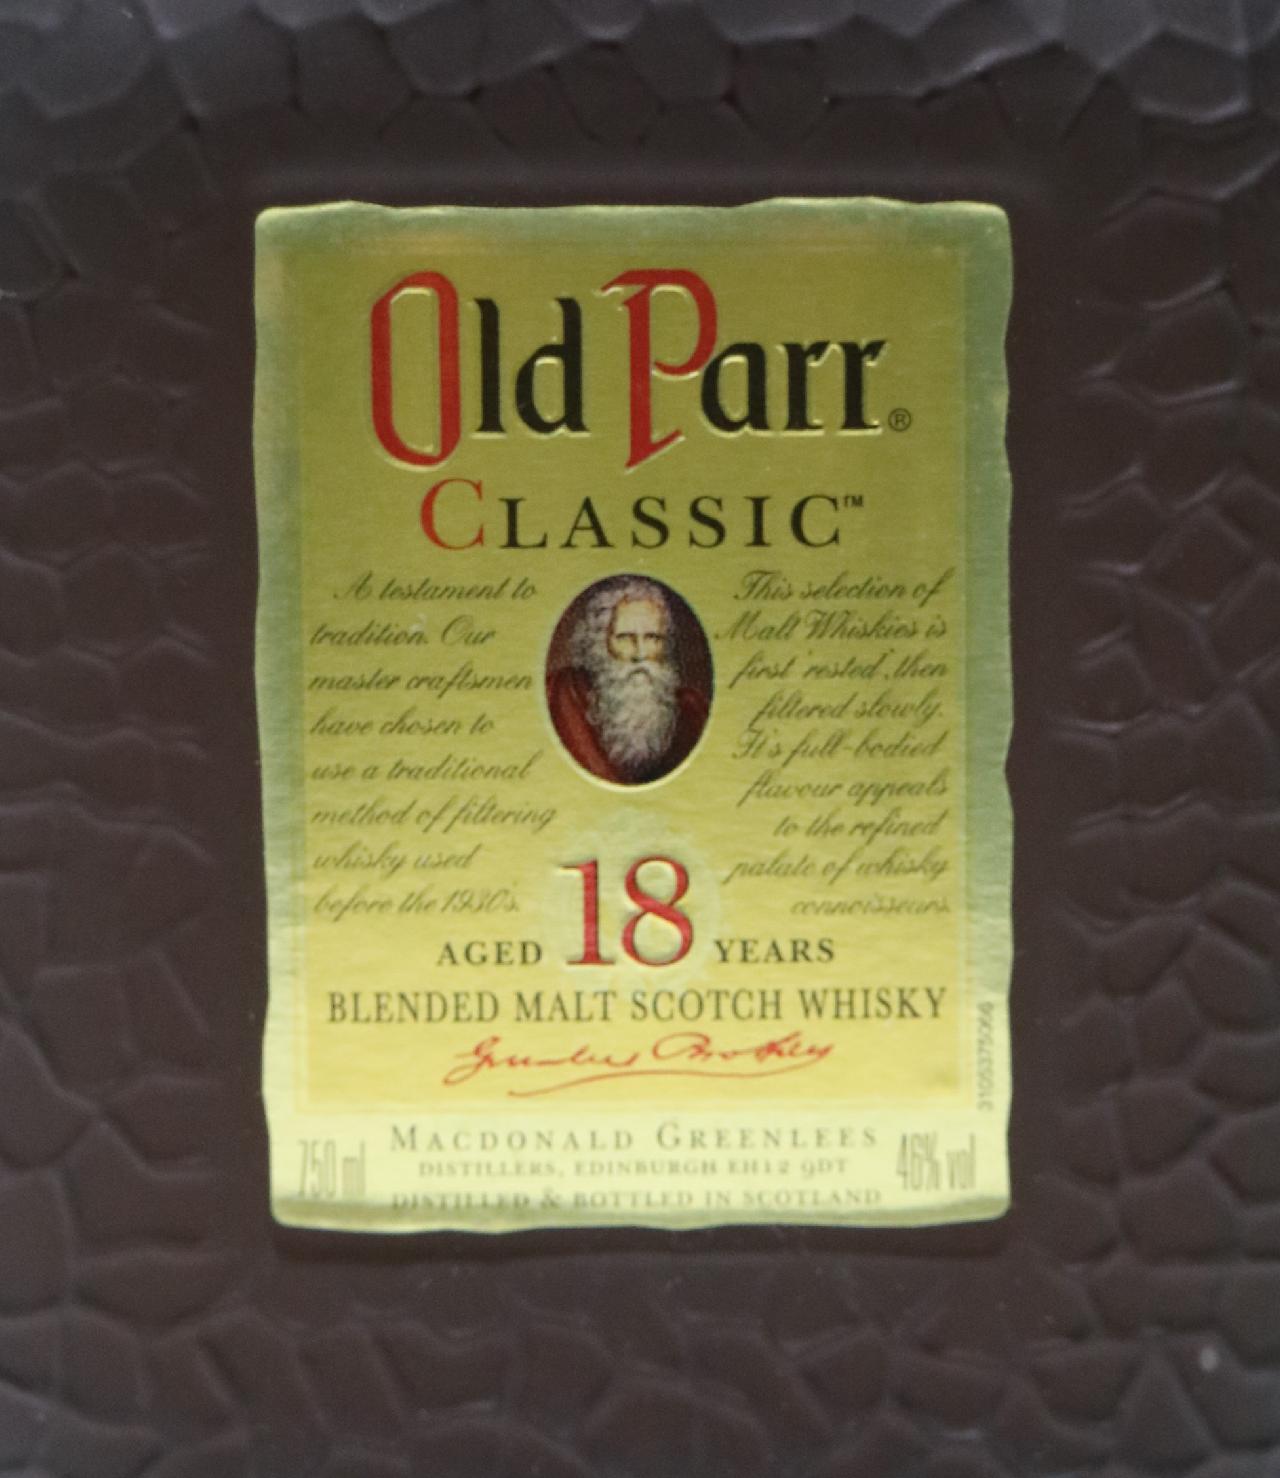 Old Parr®
CLASSIC™
A testament to
tradition. Our
master craftsmen
have chosen to
use a traditional
method of filtering
whisky used
before the 1930's.
This selection of
Malt Whiskies is
first 'rested', then
filtered slowly.
It's full-bodied
flavour appeals
to the refined
palate of whisky
connoisseurs.
AGED 18 YEARS
BLENDED MALT SCOTCH WHISKY
Greenlees Brothers
750 ml
MACDONALD GREENLEES
DISTILLERS, EDINBURGH EH12 9DT
DISTILLED & BOTTLED IN SCOTLAND
46% vol